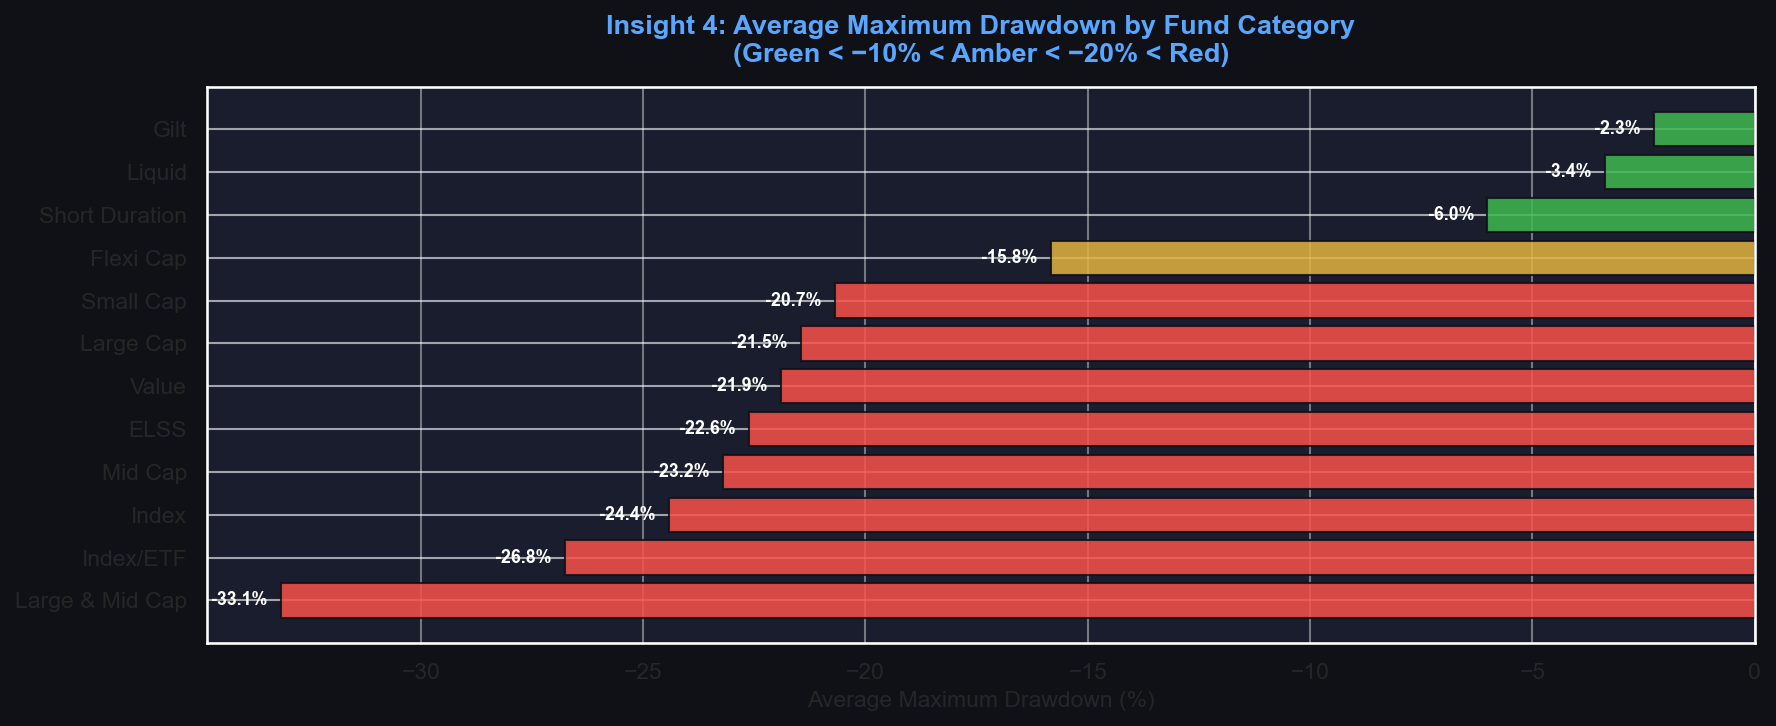 Insight 4: Average Maximum Drawdown by Fund Category
(Green < −10% < Amber < −20% < Red)
Gilt
-2.3%
Liquid
-3.4%
Short Duration
-6.0%
Flexi Cap
-15.8%
Small Cap
-20.7%
Large Cap
-21.5%
Value
-21.9%
ELSS
-22.6%
Mid Cap
-23.2%
Index
-24.4%
Index/ETF
-26.8%
Large & Mid Cap
-33.1%
−30 −25 −20 −15 −10 −5 0
Average Maximum Drawdown (%)